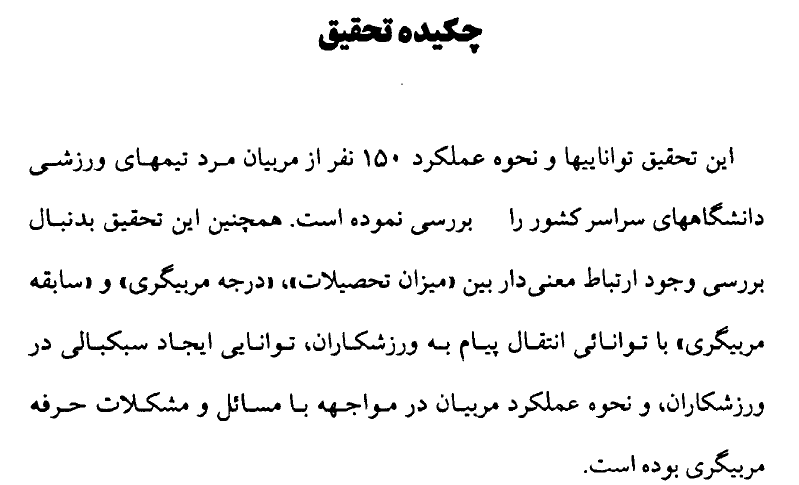 چکیده تحقیق
این تحقیق تواناییها و نحوه عملکرد ۱۵۰ نفر از مربیان مرد تیمهای ورزشی
دانشگاههای سراسر کشور را بررسی نموده است. همچنین این تحقیق بدنبال
بررسی وجود ارتباط معنی‌دار بین «میزان تحصیلات»، «درجه مربیگری» و «سابقه
مربیگری» با توانائی انتقال پیام به ورزشکاران، توانایی ایجاد سبکبالی در
ورزشکاران، و نحوه عملکرد مربیان در مواجهه با مسائل و مشکلات حرفه
مربیگری بوده است.